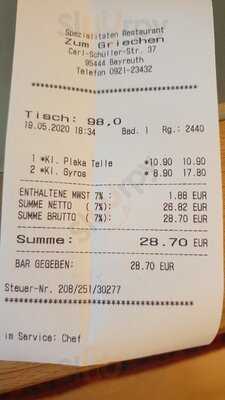 Spezialitäten Restaurant
Zum Griechen
Carl-Schüller-Str. 37
95444 Bayreuth
Telefon 0921-23432
Tisch: 98,0
19.05.2020 18:34 Bed. 1 Rg.: 2440
1 *Kl. Plaka Telle *10.90 10.90
2 *Kl. Gyros * 8.90 17.80
ENTHALTENE MWST 7% : 1.88 EUR
SUMME NETTO ( 7%): 26.82 EUR
SUMME BRUTTO ( 7%): 28.70 EUR
Summe: 28.70 EUR
BAR GEGEBEN: 28.70 EUR
Steuer-Nr. 208/251/30277
im Service: Chef